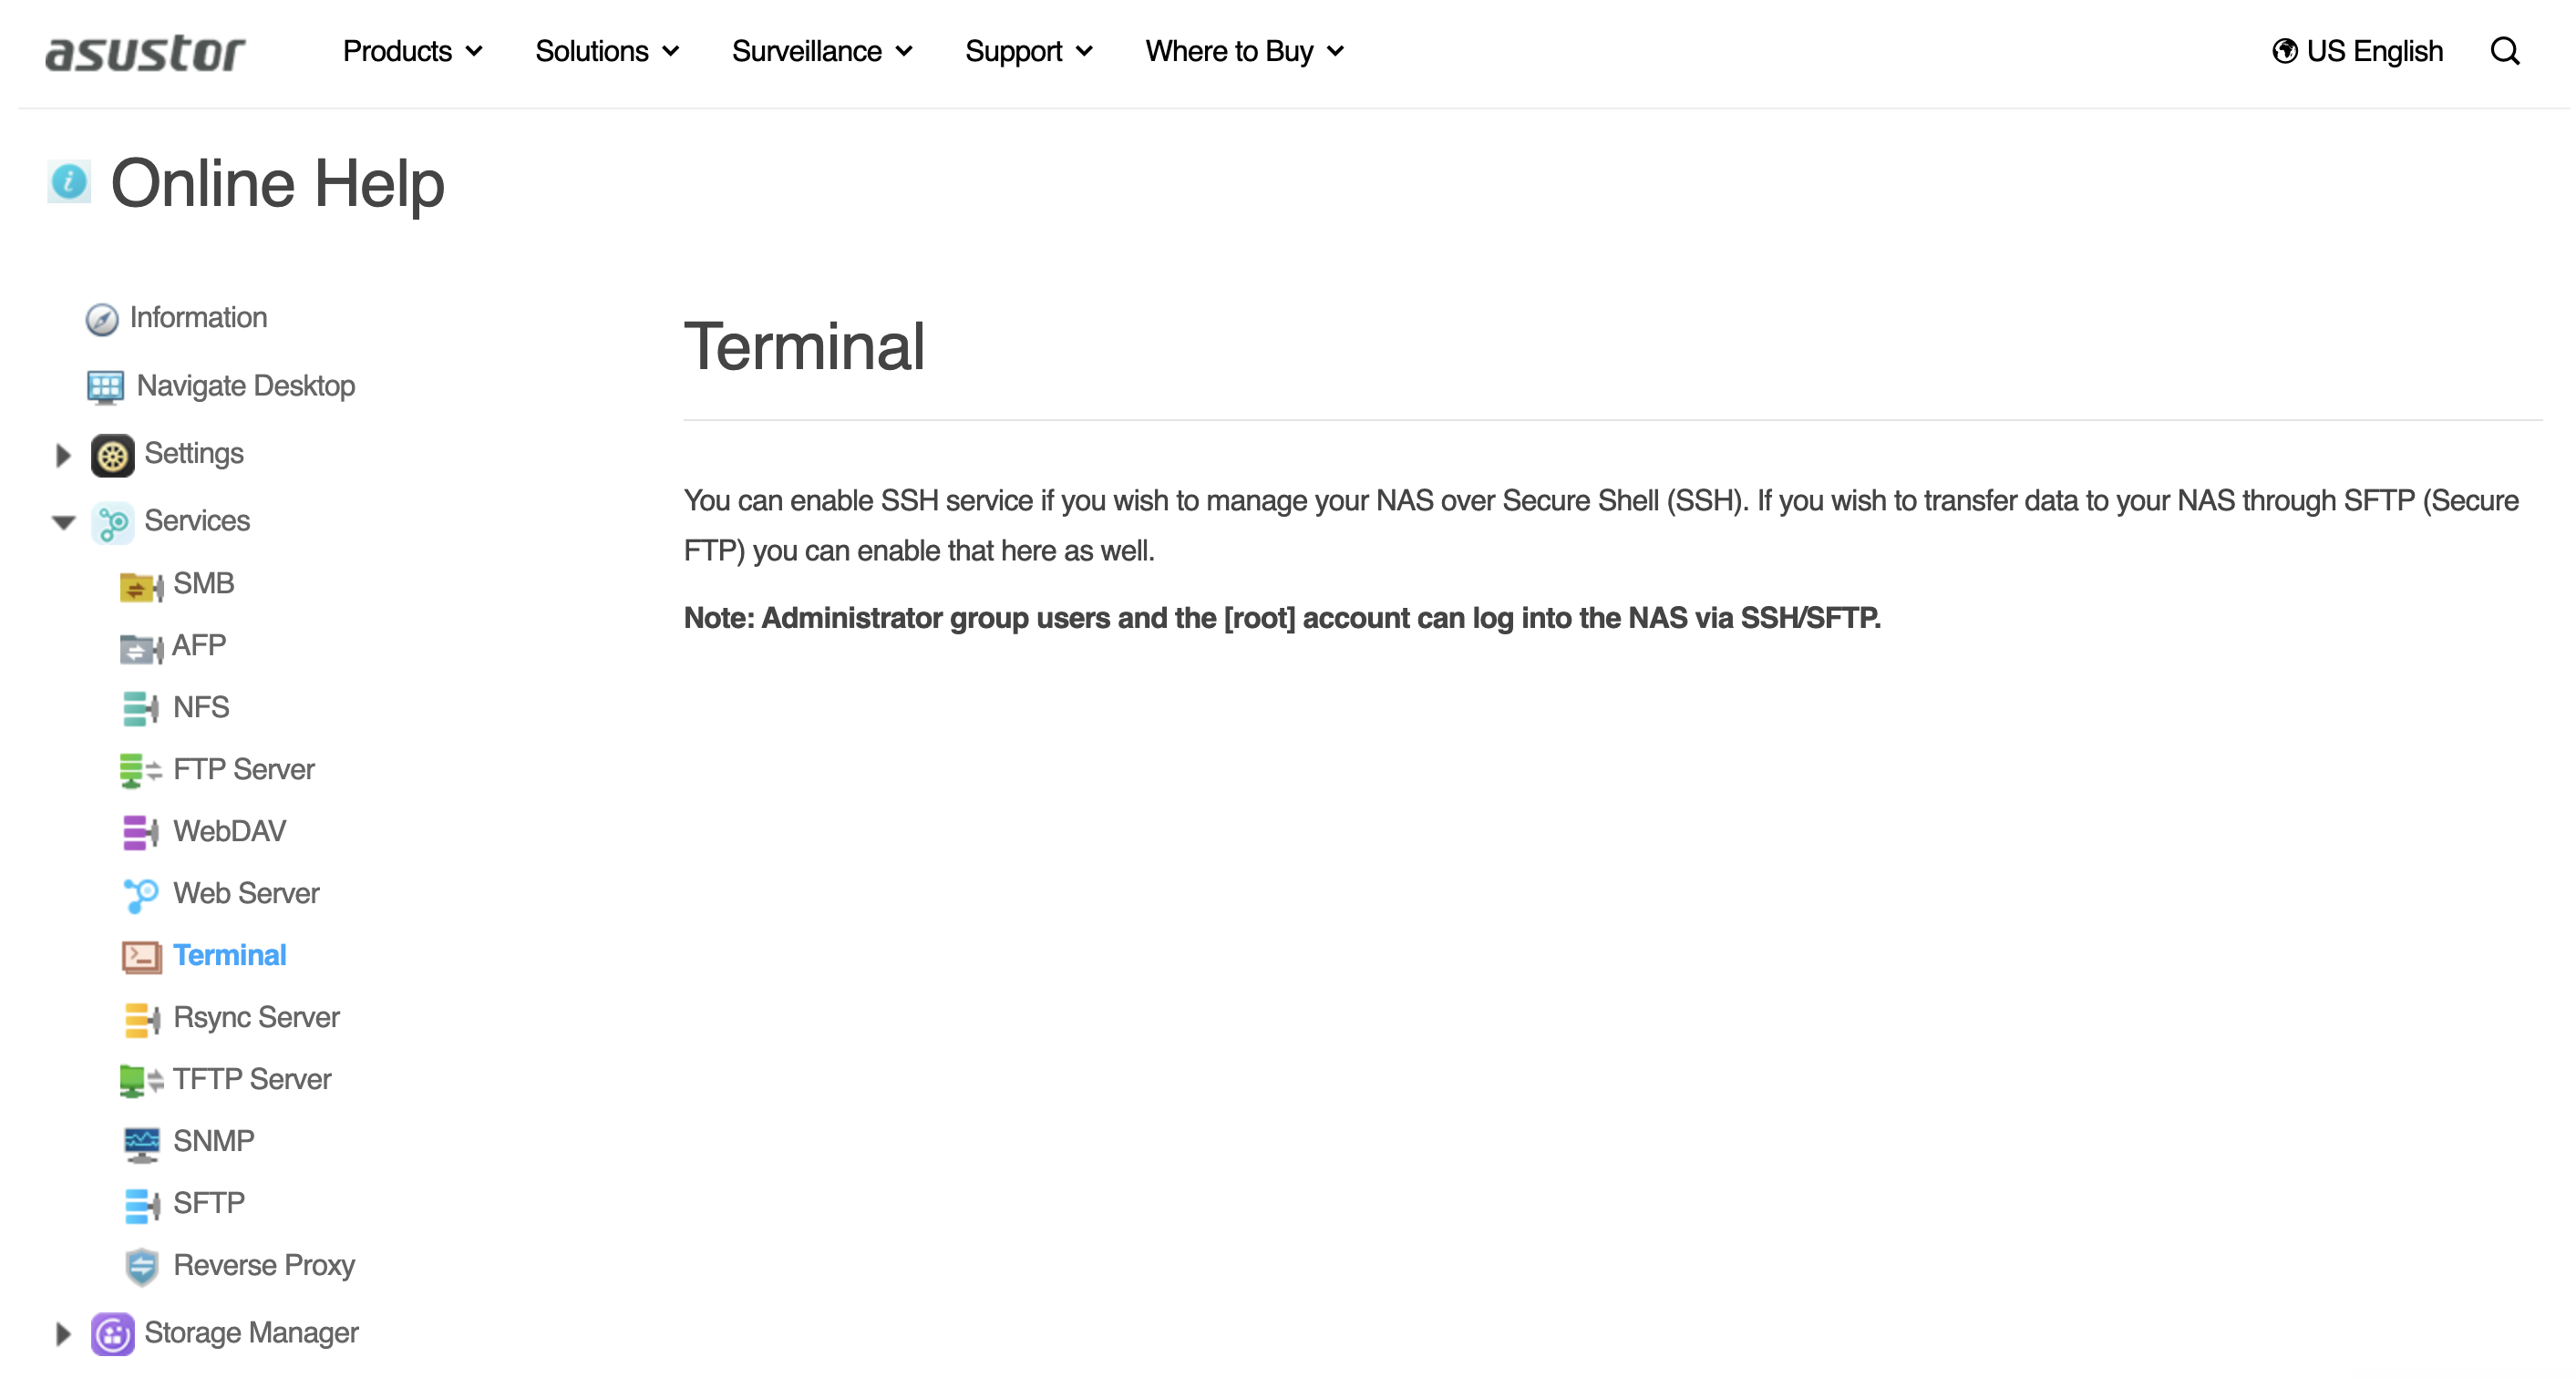 asustor
Products
Solutions
Surveillance
Support
Where to Buy
US English
Online Help
Information
Navigate Desktop
Settings
Services
SMB
AFP
NFS
FTP Server
WebDAV
Web Server
Terminal
Rsync Server
TFTP Server
SNMP
SFTP
Reverse Proxy
Storage Manager
Terminal
You can enable SSH service if you wish to manage your NAS over Secure Shell (SSH). If you wish to transfer data to your NAS through SFTP (Secure
FTP) you can enable that here as well.
Note: Administrator group users and the [root] account can log into the NAS via SSH/SFTP.